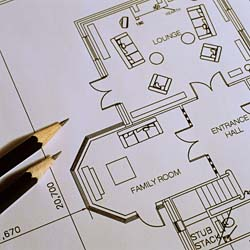 LOUNGE
ENTRANCE
HALL
FAMILY ROOM
STUB
STACK
20,700
,670